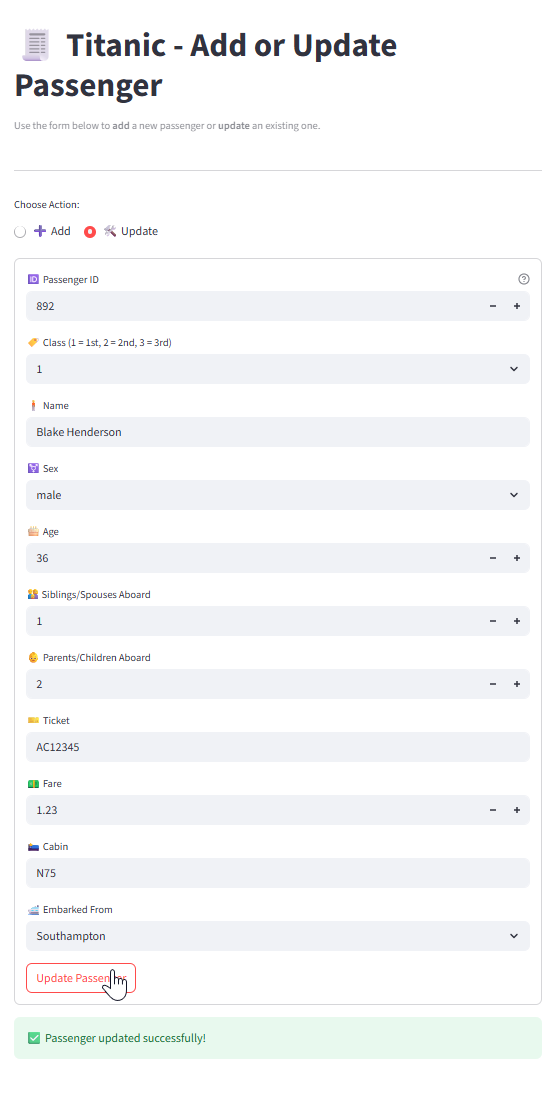 Titanic - Add or Update
Passenger
Use the form below to add a new passenger or update an existing one.
Choose Action:
Add
Update
Passenger ID
892
Class (1 = 1st, 2 = 2nd, 3 = 3rd)
1
Name
Blake Henderson
Sex
male
Age
36
Siblings/Spouses Aboard
1
Parents/Children Aboard
2
Ticket
AC12345
Fare
1.23
Cabin
N75
Embarked From
Southampton
Update Passenger
Passenger updated successfully!